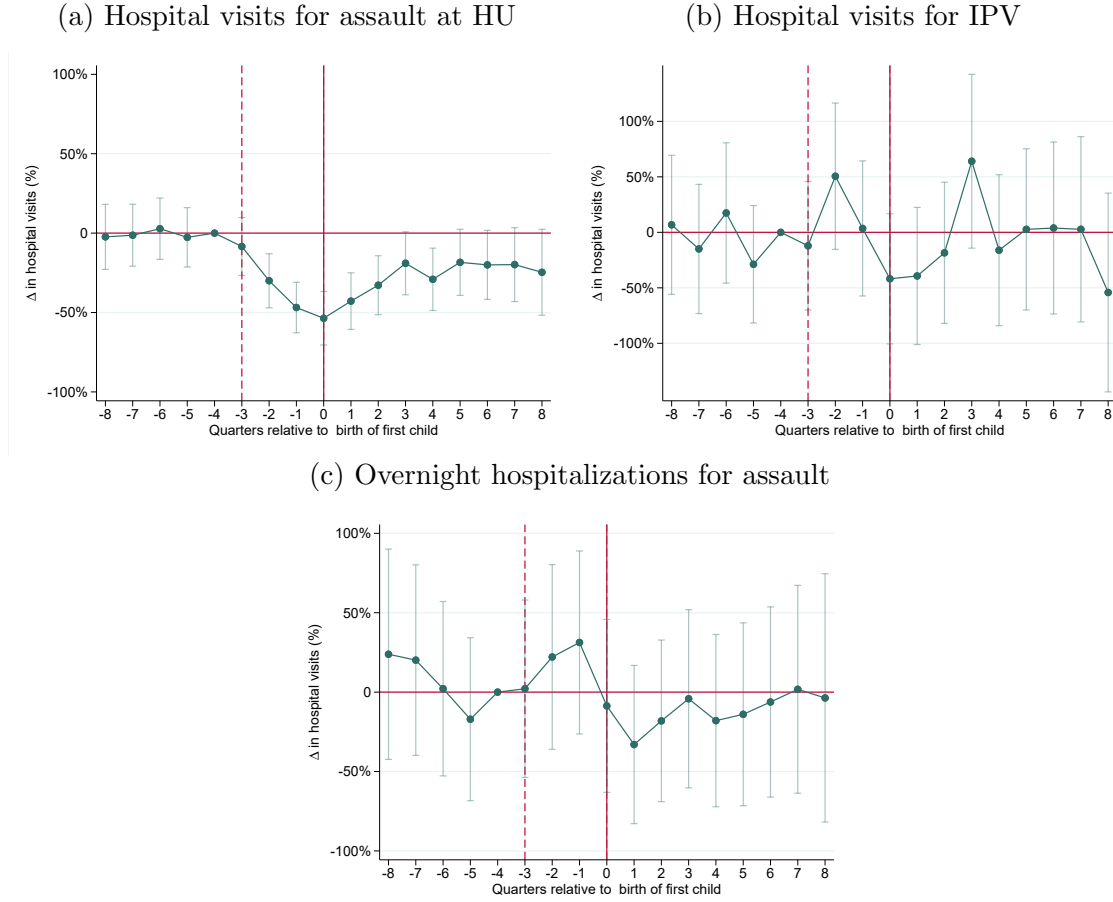 (a) Hospital visits for assault at HU
(b) Hospital visits for IPV
100%
50%
0
-50%
-100%
Δ in hospital visits (%)
-8 -7 -6 -5 -4 -3 -2 -1 0 1 2 3 4 5 6 7 8
Quarters relative to birth of first child
100%
50%
0
-50%
-100%
Δ in hospital visits (%)
-8 -7 -6 -5 -4 -3 -2 -1 0 1 2 3 4 5 6 7 8
Quarters relative to birth of first child
(c) Overnight hospitalizations for assault
100%
50%
0
-50%
-100%
Δ in hospital visits (%)
-8 -7 -6 -5 -4 -3 -2 -1 0 1 2 3 4 5 6 7 8
Quarters relative to birth of first child